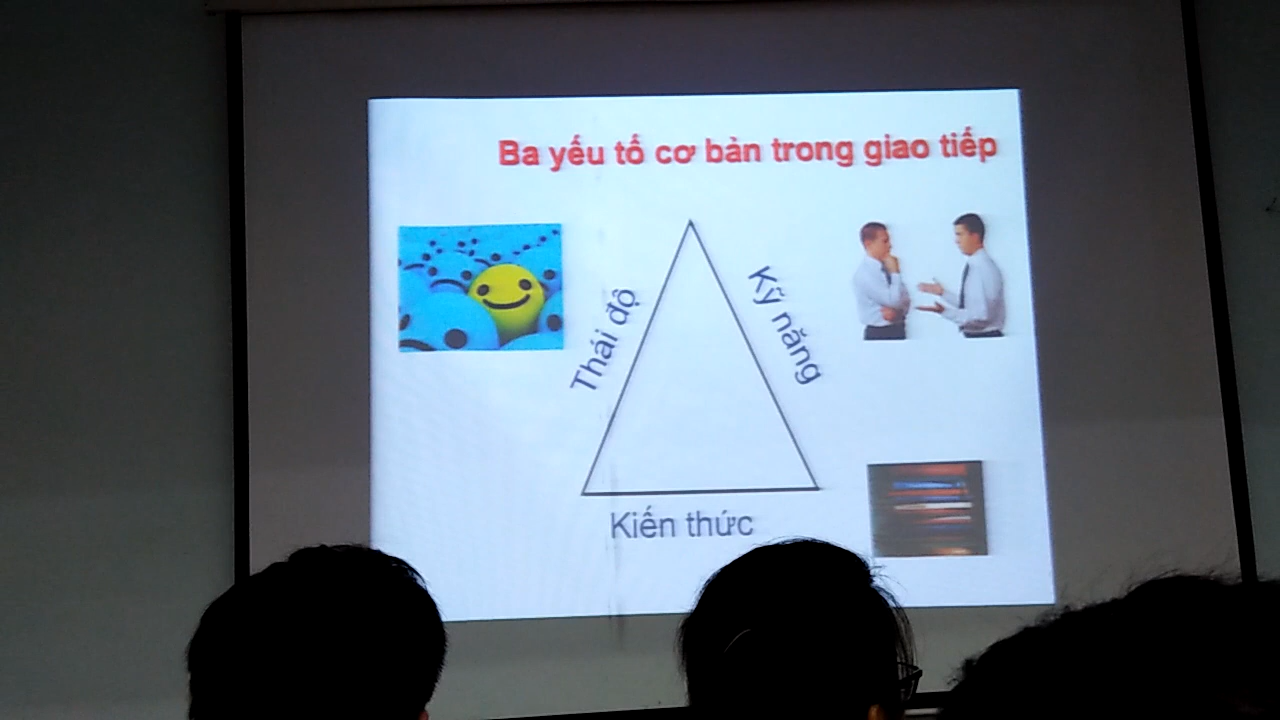 Ba yếu tố cơ bản trong giao tiếp
Thái độ
Kỹ năng
Kiến thức